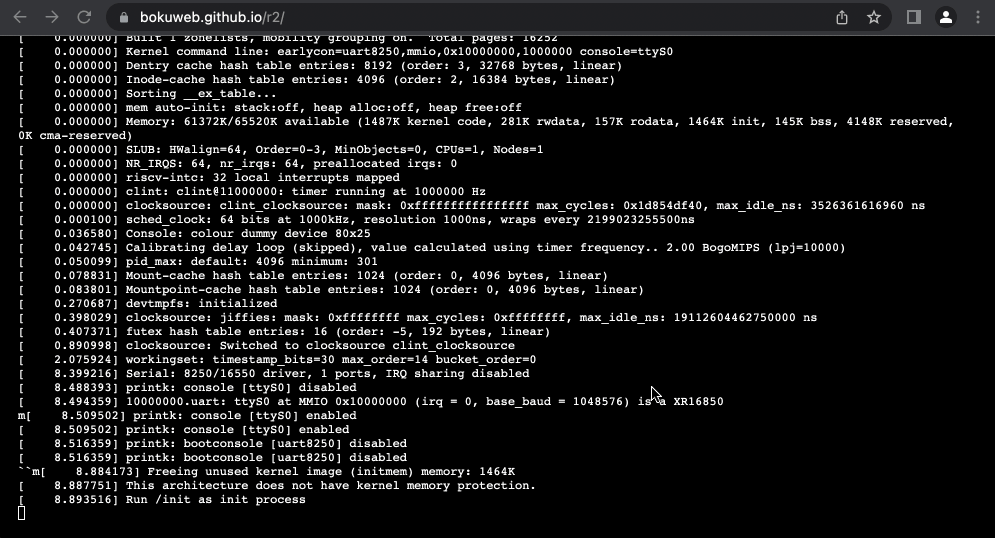 bokuweb.github.io/r2/
[    0.000000] Built 1 zonelists, mobility grouping on.  Total pages: 16252
[    0.000000] Kernel command line: earlycon=uart8250,mmio,0x10000000,1000000 console=ttyS0
[    0.000000] Dentry cache hash table entries: 8192 (order: 3, 32768 bytes, linear)
[    0.000000] Inode-cache hash table entries: 4096 (order: 2, 16384 bytes, linear)
[    0.000000] Sorting __ex_table...
[    0.000000] mem auto-init: stack:off, heap alloc:off, heap free:off
[    0.000000] Memory: 61372K/65520K available (1487K kernel code, 281K rwdata, 157K rodata, 1464K init, 145K bss, 4148K reserved,
0K cma-reserved)
[    0.000000] SLUB: HWalign=64, Order=0-3, MinObjects=0, CPUs=1, Nodes=1
[    0.000000] NR_IRQS: 64, nr_irqs: 64, preallocated irqs: 0
[    0.000000] riscv-intc: 32 local interrupts mapped
[    0.000000] clint: clint@11000000: timer running at 1000000 Hz
[    0.000000] clocksource: clint_clocksource: mask: 0xffffffffffffffff max_cycles: 0x1d854df40, max_idle_ns: 3526361616960 ns
[    0.000100] sched_clock: 64 bits at 1000kHz, resolution 1000ns, wraps every 2199023255500ns
[    0.036580] Console: colour dummy device 80x25
[    0.042745] Calibrating delay loop (skipped), value calculated using timer frequency.. 2.00 BogoMIPS (lpj=10000)
[    0.050099] pid_max: default: 4096 minimum: 301
[    0.078831] Mount-cache hash table entries: 1024 (order: 0, 4096 bytes, linear)
[    0.083801] Mountpoint-cache hash table entries: 1024 (order: 0, 4096 bytes, linear)
[    0.270687] devtmpfs: initialized
[    0.398029] clocksource: jiffies: mask: 0xffffffff max_cycles: 0xffffffff, max_idle_ns: 19112604462750000 ns
[    0.407371] futex hash table entries: 16 (order: -5, 192 bytes, linear)
[    0.890998] clocksource: Switched to clocksource clint_clocksource
[    2.075924] workingset: timestamp_bits=30 max_order=14 bucket_order=0
[    8.399216] Serial: 8250/16550 driver, 1 ports, IRQ sharing disabled
[    8.488393] printk: console [ttyS0] disabled
[    8.494359] 10000000.uart: ttyS0 at MMIO 0x10000000 (irq = 0, base_baud = 1048576) is a XR16850
m[    8.509502] printk: console [ttyS0] enabled
[    8.509502] printk: console [ttyS0] enabled
[    8.516359] printk: bootconsole [uart8250] disabled
[    8.516359] printk: bootconsole [uart8250] disabled
``m[    8.884173] Freeing unused kernel image (initmem) memory: 1464K
[    8.887751] This architecture does not have kernel memory protection.
[    8.893516] Run /init as init process